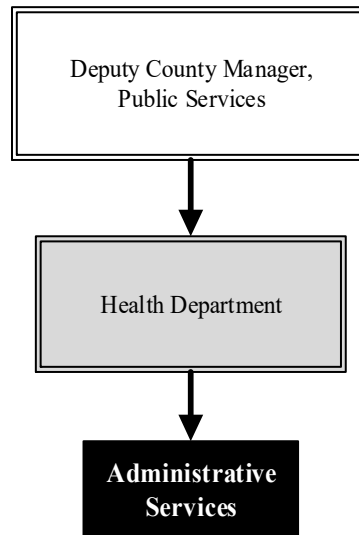 Deputy County Manager,
Public Services
Health Department
Administrative
Services